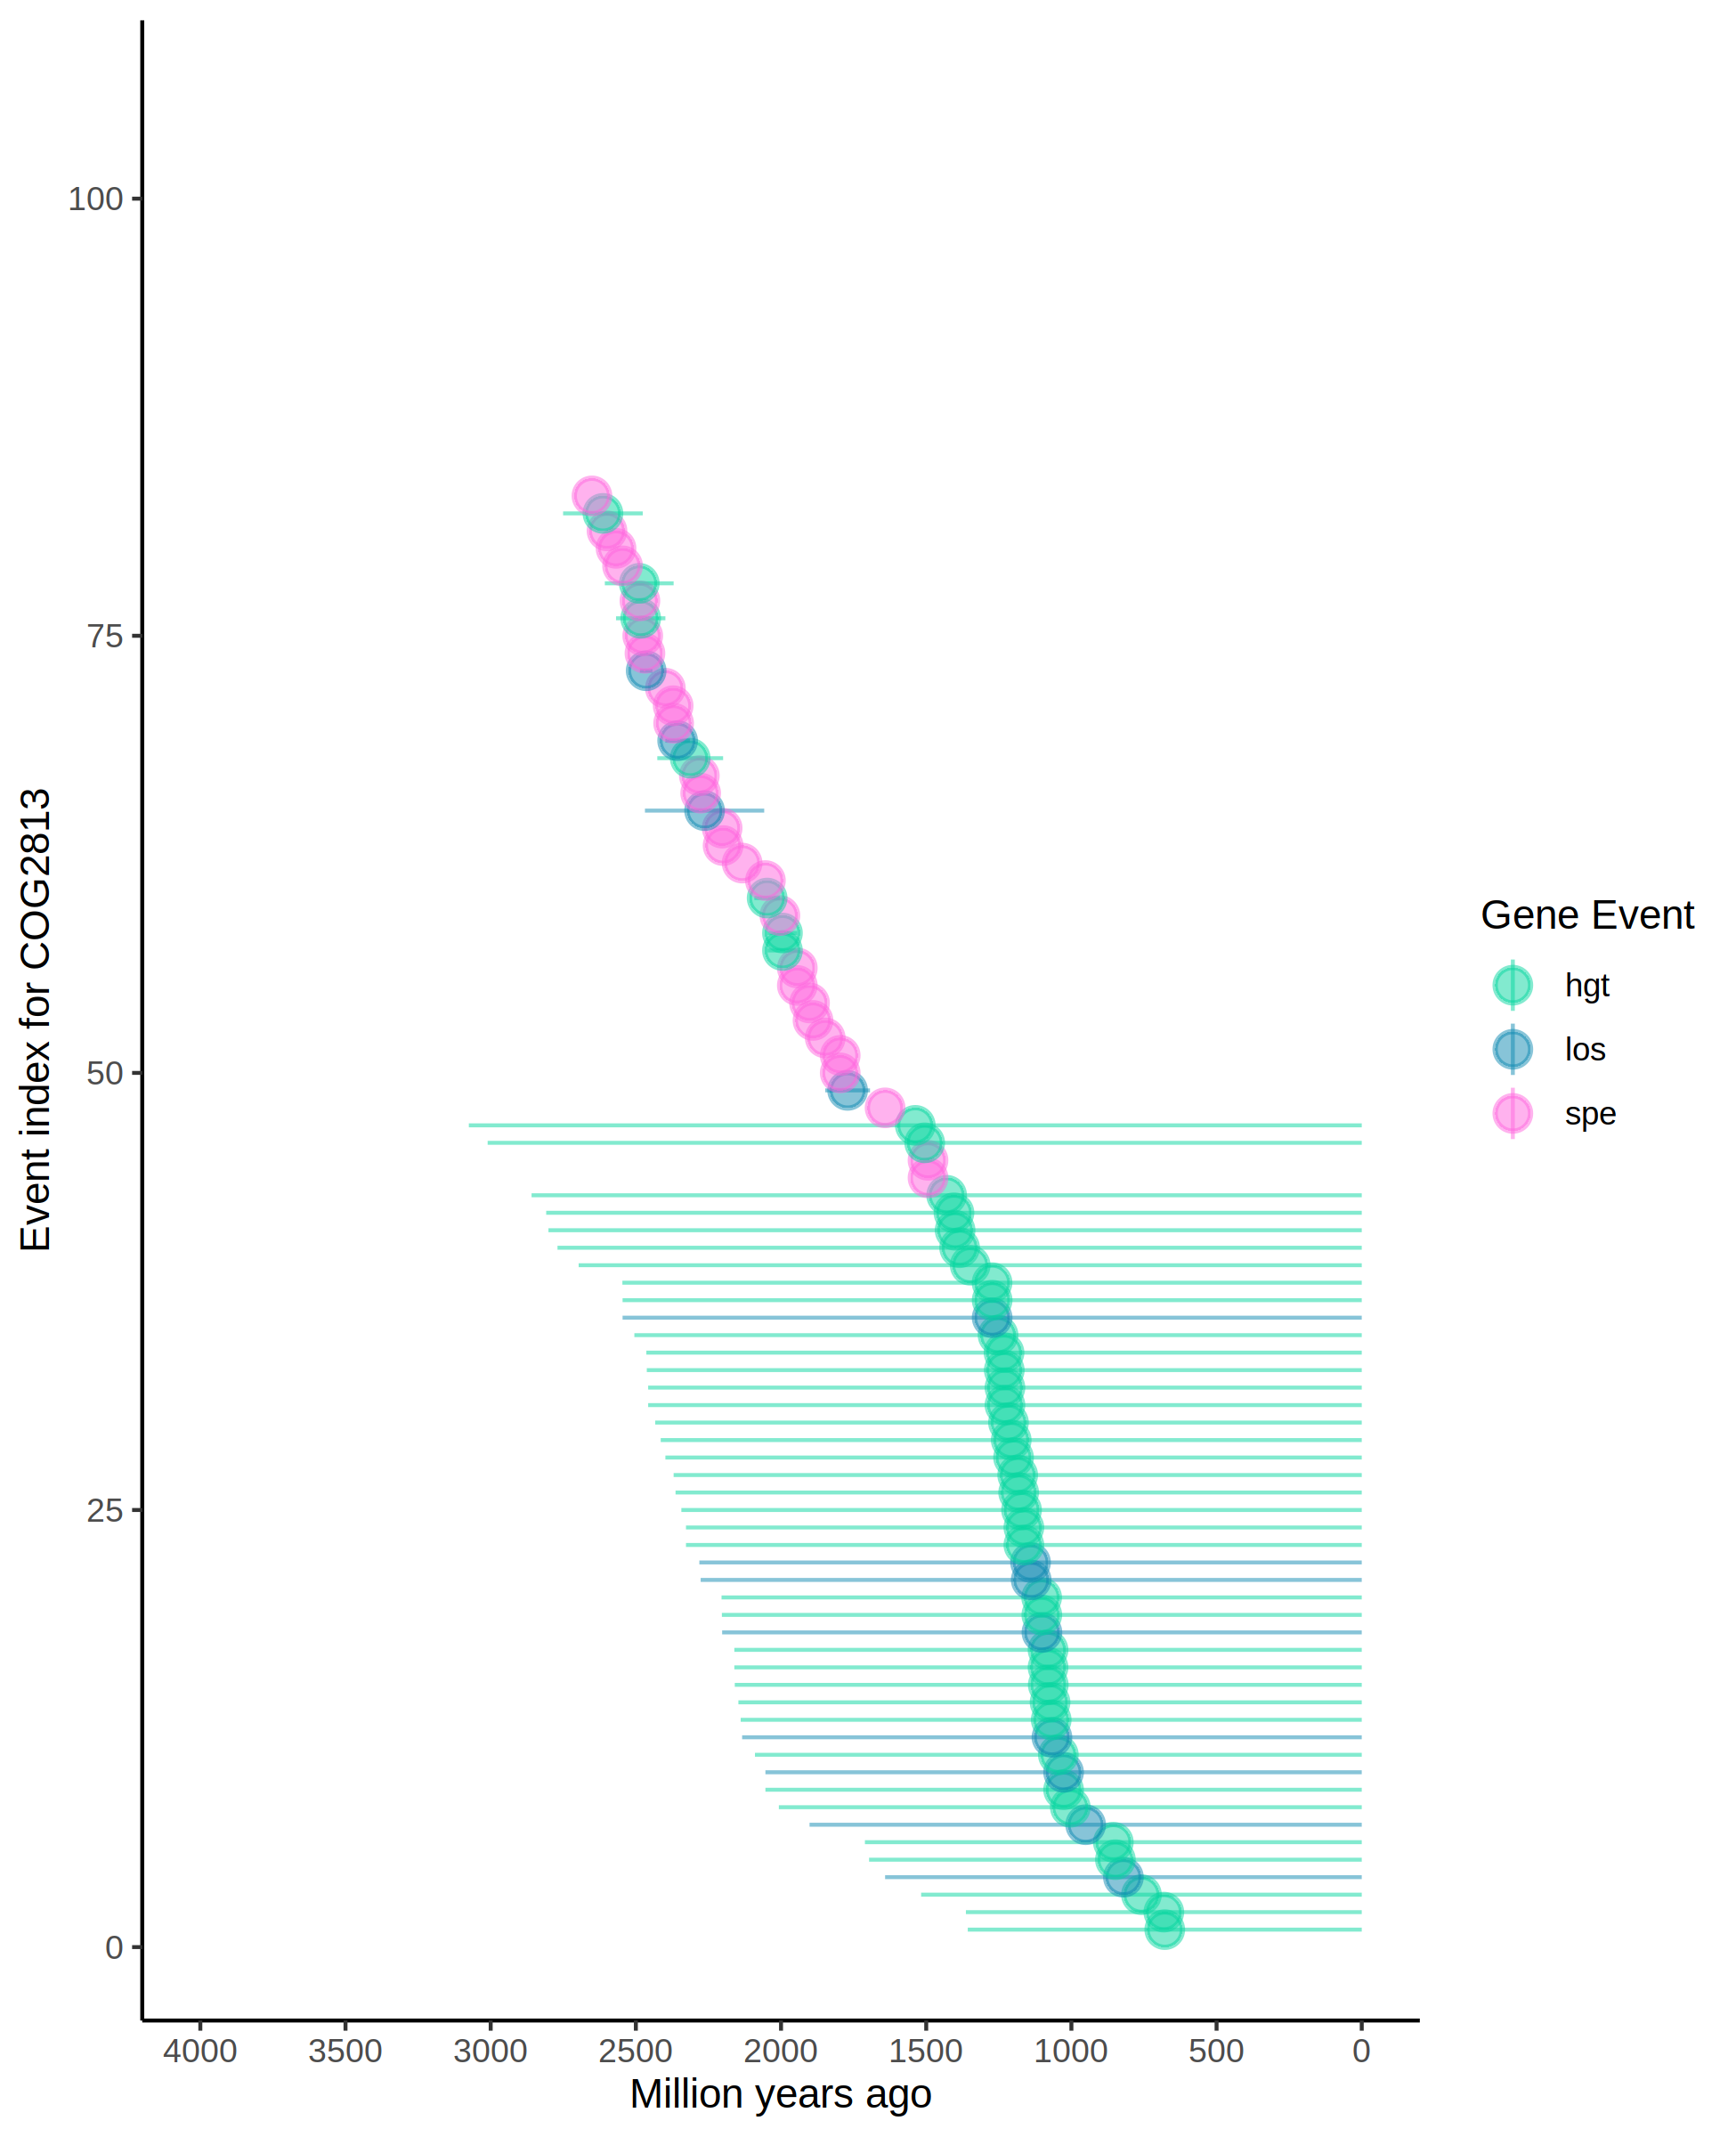 Event index for COG2813
100
75
50
25
0
4000 3500 3000 2500 2000 1500 1000 500 0
Million years ago
Gene Event
hgt
los
spe